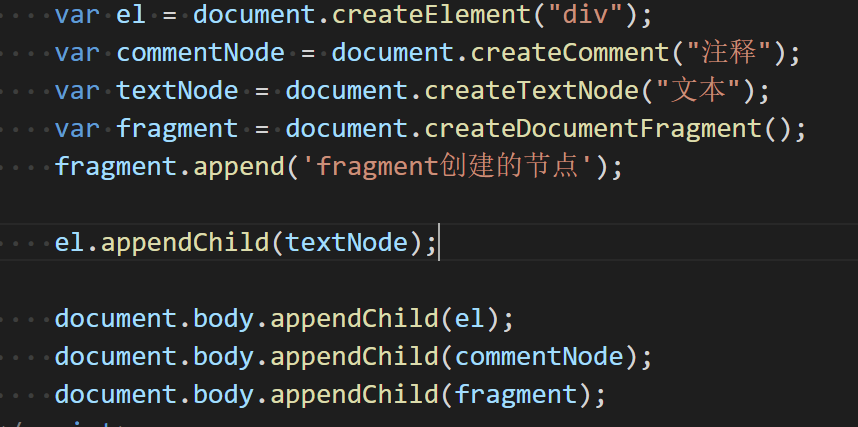 var el = document.createElement("div");
var commentNode = document.createComment("注释");
var textNode = document.createTextNode("文本");
var fragment = document.createDocumentFragment();
fragment.append('fragment创建的节点');
el.appendChild(textNode);
document.body.appendChild(el);
document.body.appendChild(commentNode);
document.body.appendChild(fragment);